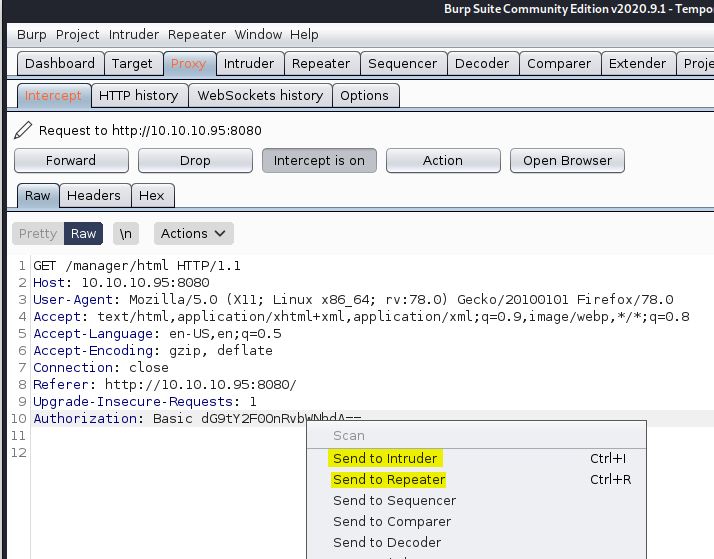 Burp Suite Community Edition v2020.9.1 - Tempo
Burp Project Intruder Repeater Window Help
Dashboard Target Proxy Intruder Repeater Sequencer Decoder Comparer Extender Proje
Intercept HTTP history WebSockets history Options
Request to http://10.10.10.95:8080
Forward Drop Intercept is on Action Open Browser
Raw Headers Hex
Pretty Raw \n Actions
1 GET /manager/html HTTP/1.1
2 Host: 10.10.10.95:8080
3 User-Agent: Mozilla/5.0 (X11; Linux x86_64; rv:78.0) Gecko/20100101 Firefox/78.0
4 Accept: text/html,application/xhtml+xml,application/xml;q=0.9,image/webp,*/*;q=0.8
5 Accept-Language: en-US,en;q=0.5
6 Accept-Encoding: gzip, deflate
7 Connection: close
8 Referer: http://10.10.10.95:8080/
9 Upgrade-Insecure-Requests: 1
10 Authorization: Basic
11
12
Scan
Send to Intruder Ctrl+I
Send to Repeater Ctrl+R
Send to Sequencer
Send to Comparer
Send to Decoder